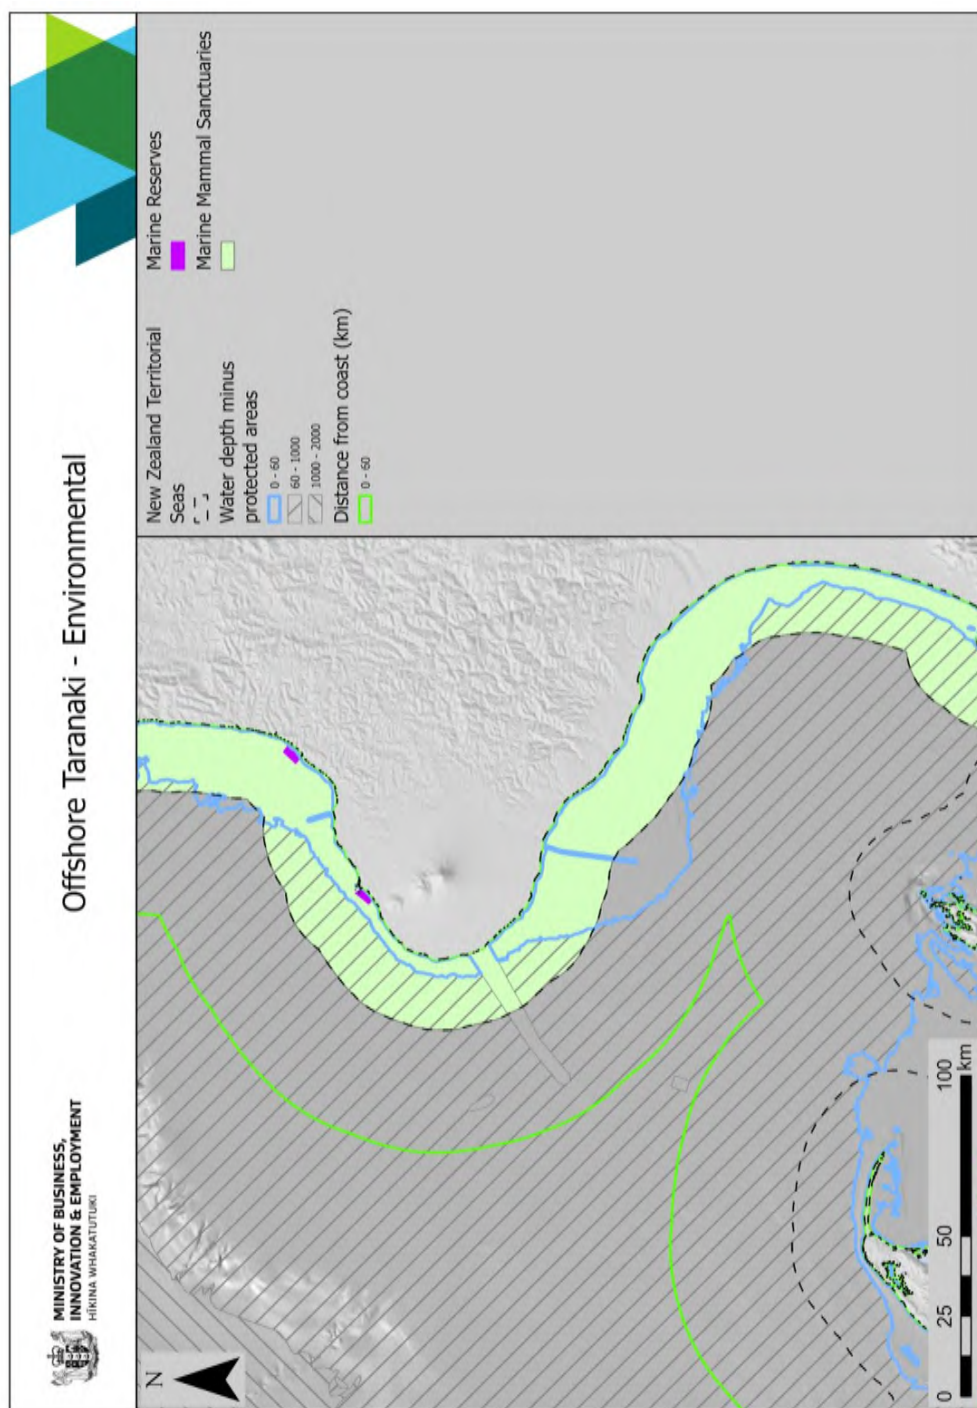 MINISTRY OF BUSINESS,
INNOVATION & EMPLOYMENT
HĪKINA WHAKATUTUKI
Offshore Taranaki - Environmental
N
0 25 50 100
km
New Zealand Territorial
Seas
Water depth minus
protected areas
0 - 60
60 - 1000
1000 - 2000
Distance from coast (km)
0 - 60
Marine Reserves
Marine Mammal Sanctuaries